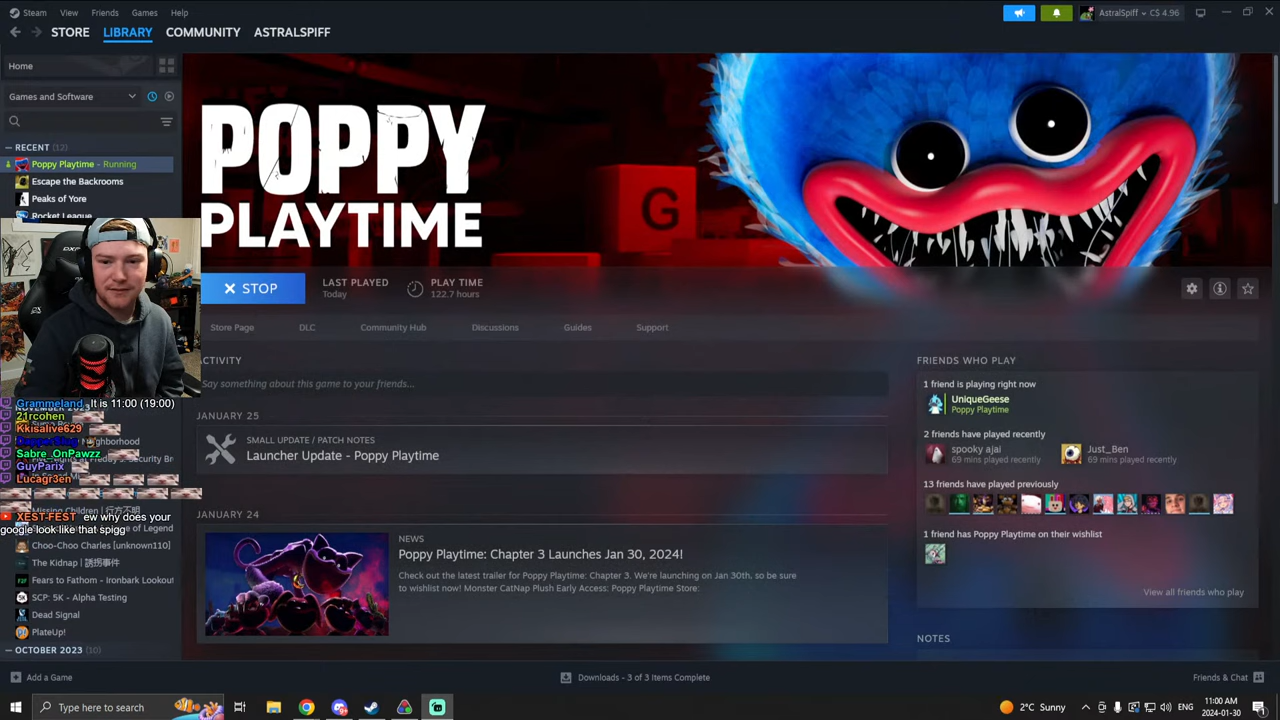 Steam View Friends Games Help
AstralSpiff C$ 4.96
STORE LIBRARY COMMUNITY ASTRALSPIFF
Home
Games and Software
RECENT (12)
Poppy Playtime - Running
Escape the Backrooms
Peaks of Yore
Rocket League
POPPY
PLAYTIME
G
STOP
LAST PLAYED
Today
PLAY TIME
122.7 hours
Store Page DLC Community Hub Discussions Guides Support
ACTIVITY
Say something about this game to your friends...
JANUARY 25
SMALL UPDATE / PATCH NOTES
Launcher Update - Poppy Playtime
JANUARY 24
NEWS
Poppy Playtime: Chapter 3 Launches Jan 30, 2024!
Check out the latest trailer for Poppy Playtime: Chapter 3. We're launching on Jan 30th, so be sure to
wishlist now! Monster CatNap Plush Early Access: Poppy Playtime Store:
FRIENDS WHO PLAY
1 friend is playing right now
UniqueGeese
Poppy Playtime
2 friends have played recently
spooky ajai
69 mins played recently
Just_Ben
69 mins played recently
13 friends have played previously
1 friend has Poppy Playtime on their wishlist
View all friends who play
NOTES
Grammeland: It is 11:00 (19:00)
21rcohen
Kkisalive629
Sabre_OnPawzz
GuyParix
Lucagr3en
XEST-FEST ew why does your
google look like that spigg
Choo-Choo Charles [unknown110]
The Kidnap | 誘拐事件
Fears to Fathom - Ironbark Lookout
SCP: 5K - Alpha Testing
Dead Signal
PlateUp!
OCTOBER 2023 (10)
Add a Game
Downloads - 3 of 3 Items Complete
Friends & Chat
Type here to search
2°C Sunny
ENG
11:00 AM
2024-01-30